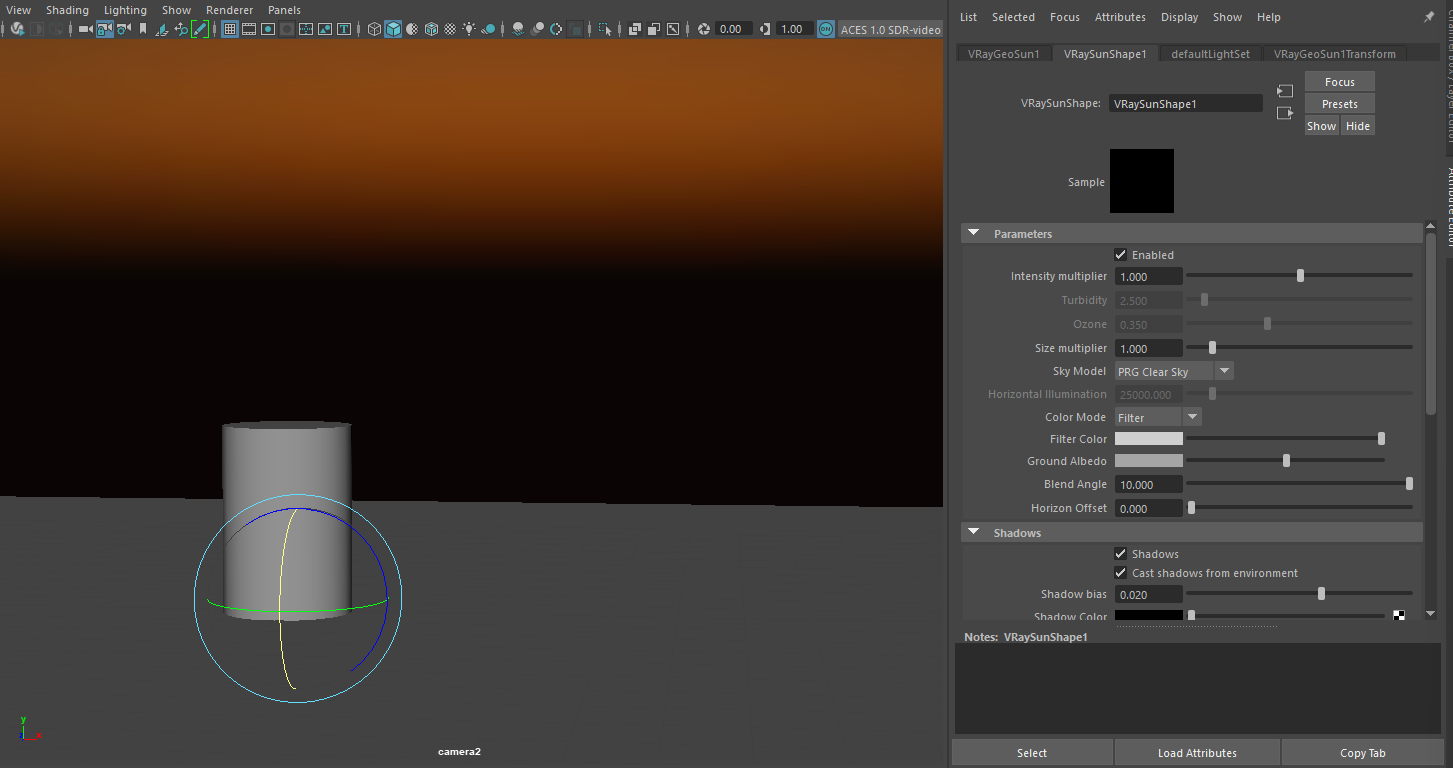 View Shading Lighting Show Renderer Panels
0.00 1.00 ON ACES 1.0 SDR-video
camera2
y
List Selected Focus Attributes Display Show Help
VRayGeoSun1 VRaySunShape1 defaultLightSet VRayGeoSun1Transform
VRaySunShape: VRaySunShape1
Focus
Presets
Show Hide
Sample
Parameters
Enabled
Intensity multiplier 1.000
Turbidity 2.500
Ozone 0.350
Size multiplier 1.000
Sky Model PRG Clear Sky
Horizontal Illumination 25000.000
Color Mode Filter
Filter Color
Ground Albedo
Blend Angle 10.000
Horizon Offset 0.000
Shadows
Shadows
Cast shadows from environment
Shadow bias 0.020
Shadow Color
Notes: VRaySunShape1
Select Load Attributes Copy Tab